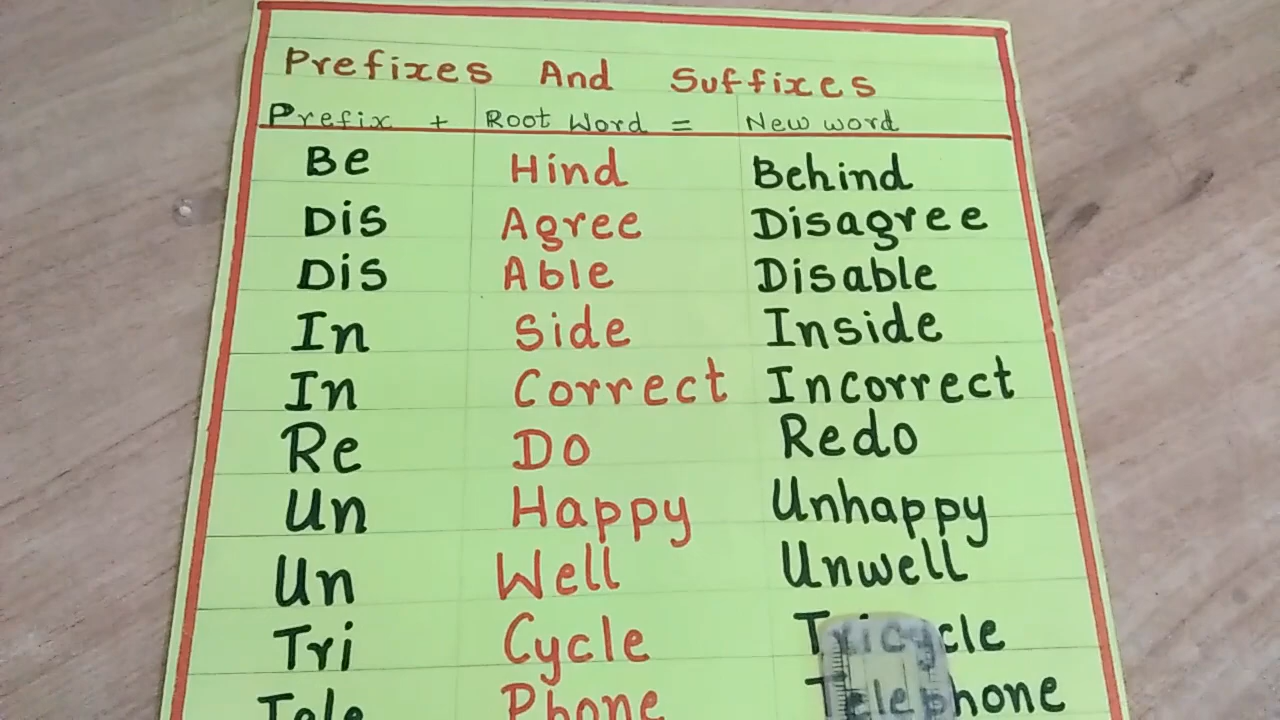 Prefixes And Suffixes
Prefix + Root Word = New word
Be Hind Behind
Dis Agree Disagree
Dis Able Disable
In Side Inside
In Correct Incorrect
Re Do Redo
Un Happy Unhappy
Un Well Unwell
Tri Cycle Tricycle
Tele Phone Telephone